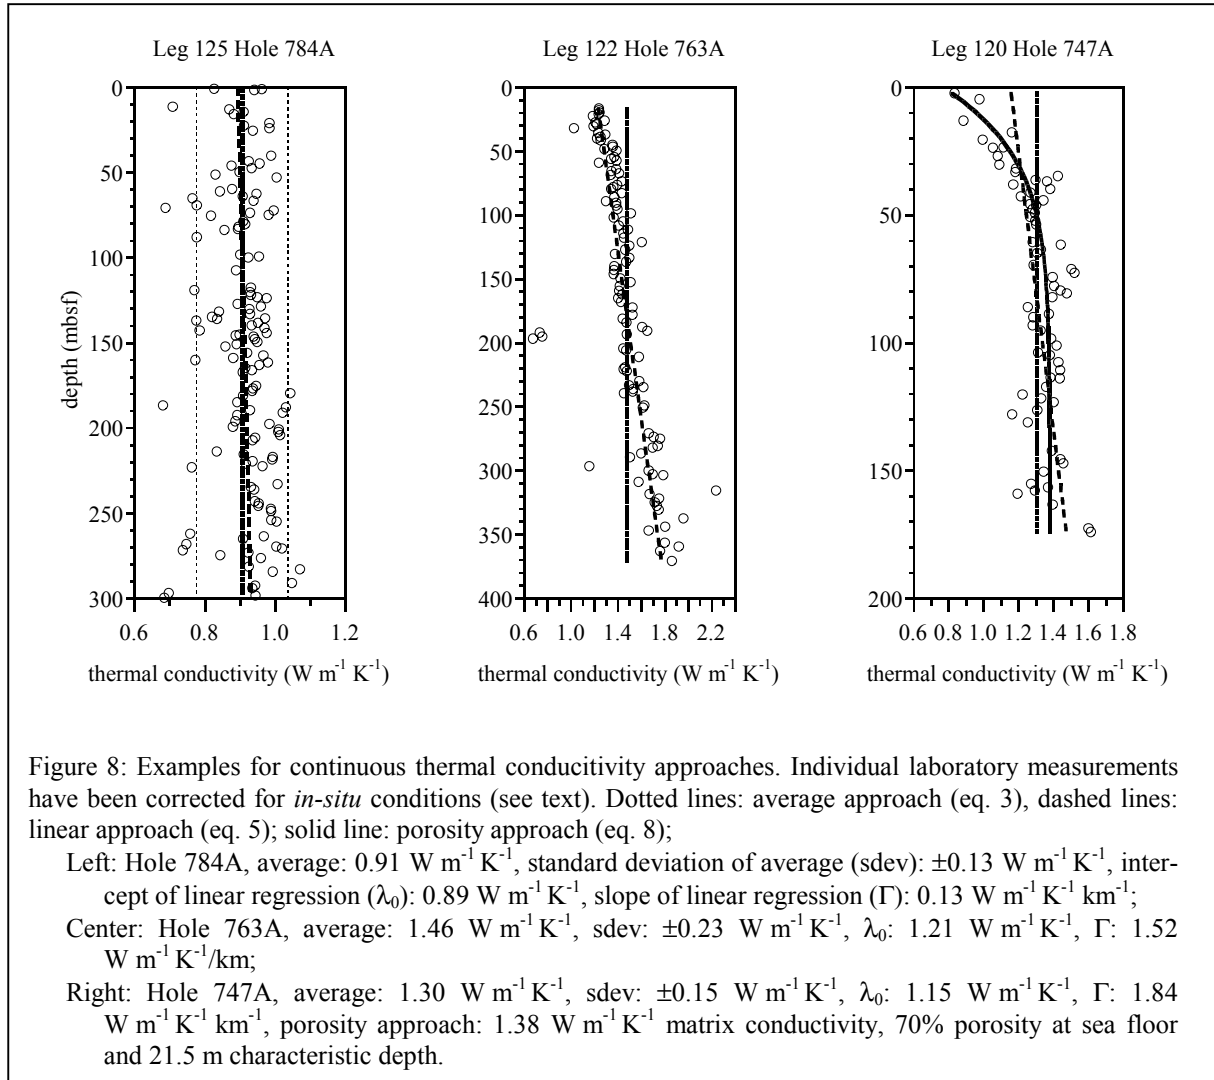 Leg 125 Hole 784A
Leg 122 Hole 763A
Leg 120 Hole 747A
depth (mbsf)
0
50
100
150
200
250
300
0.6 0.8 1.0 1.2
thermal conductivity (W m⁻¹ K⁻¹)
0
50
100
150
200
250
300
350
400
0.6 1.0 1.4 1.8 2.2
thermal conductivity (W m⁻¹ K⁻¹)
0
50
100
150
200
0.6 0.8 1.0 1.2 1.4 1.6 1.8
thermal conductivity (W m⁻¹ K⁻¹)
Figure 8: Examples for continuous thermal conducitivity approaches. Individual laboratory measurements
have been corrected for in-situ conditions (see text). Dotted lines: average approach (eq. 3), dashed lines:
linear approach (eq. 5); solid line: porosity approach (eq. 8);
Left: Hole 784A, average: 0.91 W m⁻¹ K⁻¹, standard deviation of average (sdev): ±0.13 W m⁻¹ K⁻¹, inter-
cept of linear regression (λ₀): 0.89 W m⁻¹ K⁻¹, slope of linear regression (Γ): 0.13 W m⁻¹ K⁻¹ km⁻¹;
Center: Hole 763A, average: 1.46 W m⁻¹ K⁻¹, sdev: ±0.23 W m⁻¹ K⁻¹, λ₀: 1.21 W m⁻¹ K⁻¹, Γ: 1.52
W m⁻¹ K⁻¹/km;
Right: Hole 747A, average: 1.30 W m⁻¹ K⁻¹, sdev: ±0.15 W m⁻¹ K⁻¹, λ₀: 1.15 W m⁻¹ K⁻¹, Γ: 1.84
W m⁻¹ K⁻¹ km⁻¹, porosity approach: 1.38 W m⁻¹ K⁻¹ matrix conductivity, 70% porosity at sea floor
and 21.5 m characteristic depth.